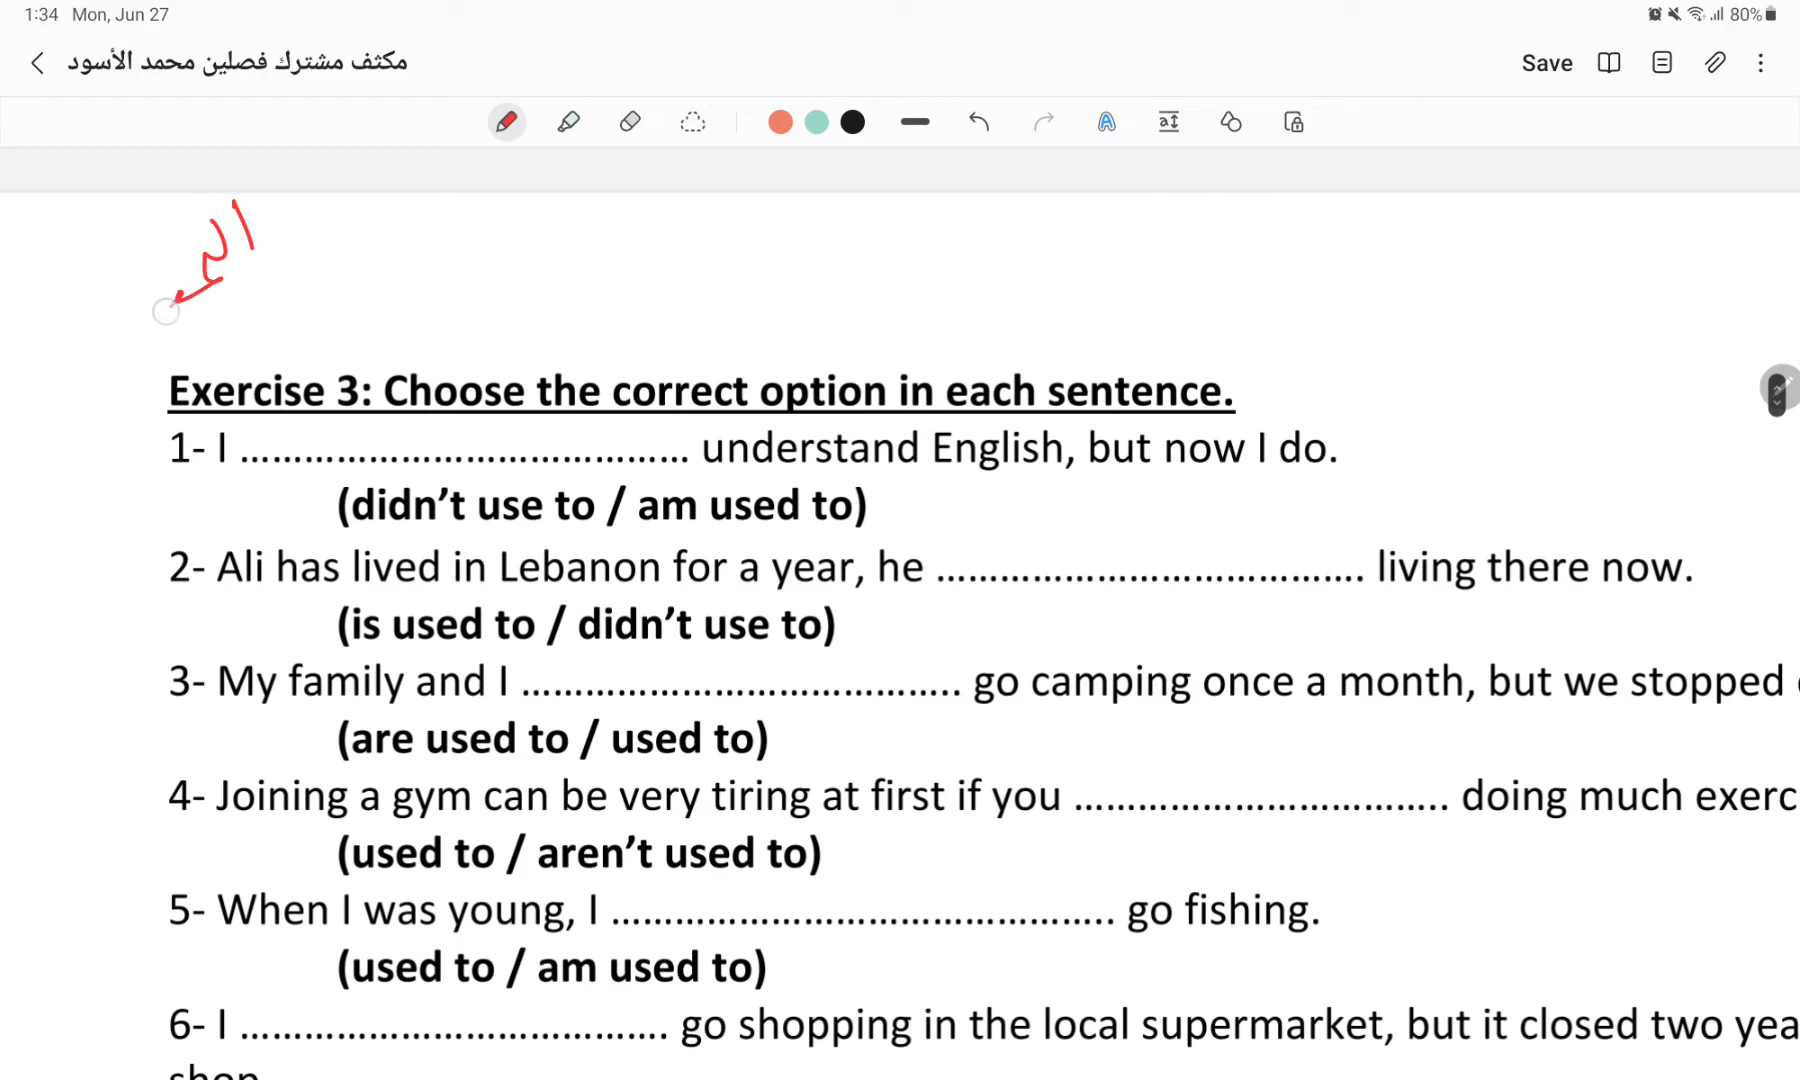 1:34 Mon, Jun 27
80%
مكثف مشترك فصلين محمد الأسود
Save
Exercise 3: Choose the correct option in each sentence.
1- I ………………………………… understand English, but now I do.
(didn’t use to / am used to)
2- Ali has lived in Lebanon for a year, he ………………………………. living there now.
(is used to / didn’t use to)
3- My family and I ……………………………….. go camping once a month, but we stopped
(are used to / used to)
4- Joining a gym can be very tiring at first if you ………………………….. doing much exerc
(used to / aren’t used to)
5- When I was young, I …………………………………….. go fishing.
(used to / am used to)
6- I ………………………………. go shopping in the local supermarket, but it closed two yea
shop